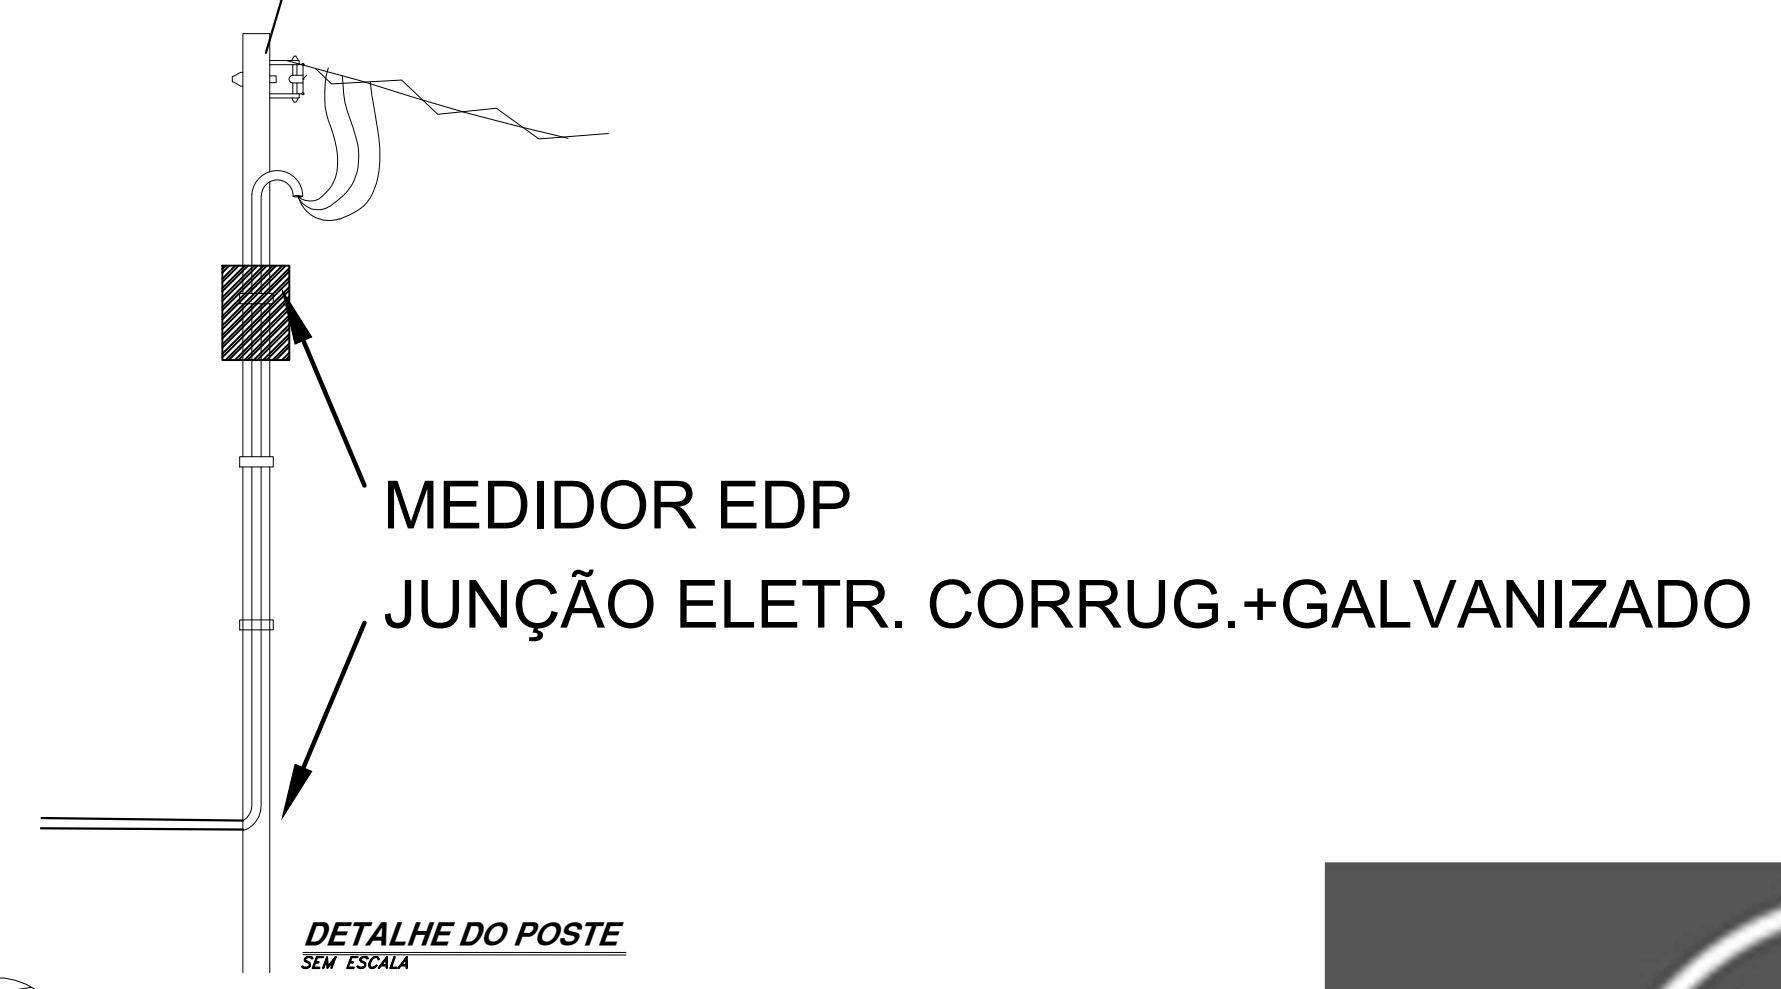 MEDIDOR EDP
JUNÇÃO ELETR. CORRUG.+GALVANIZADO
DETALHE DO POSTE
SEM ESCALA